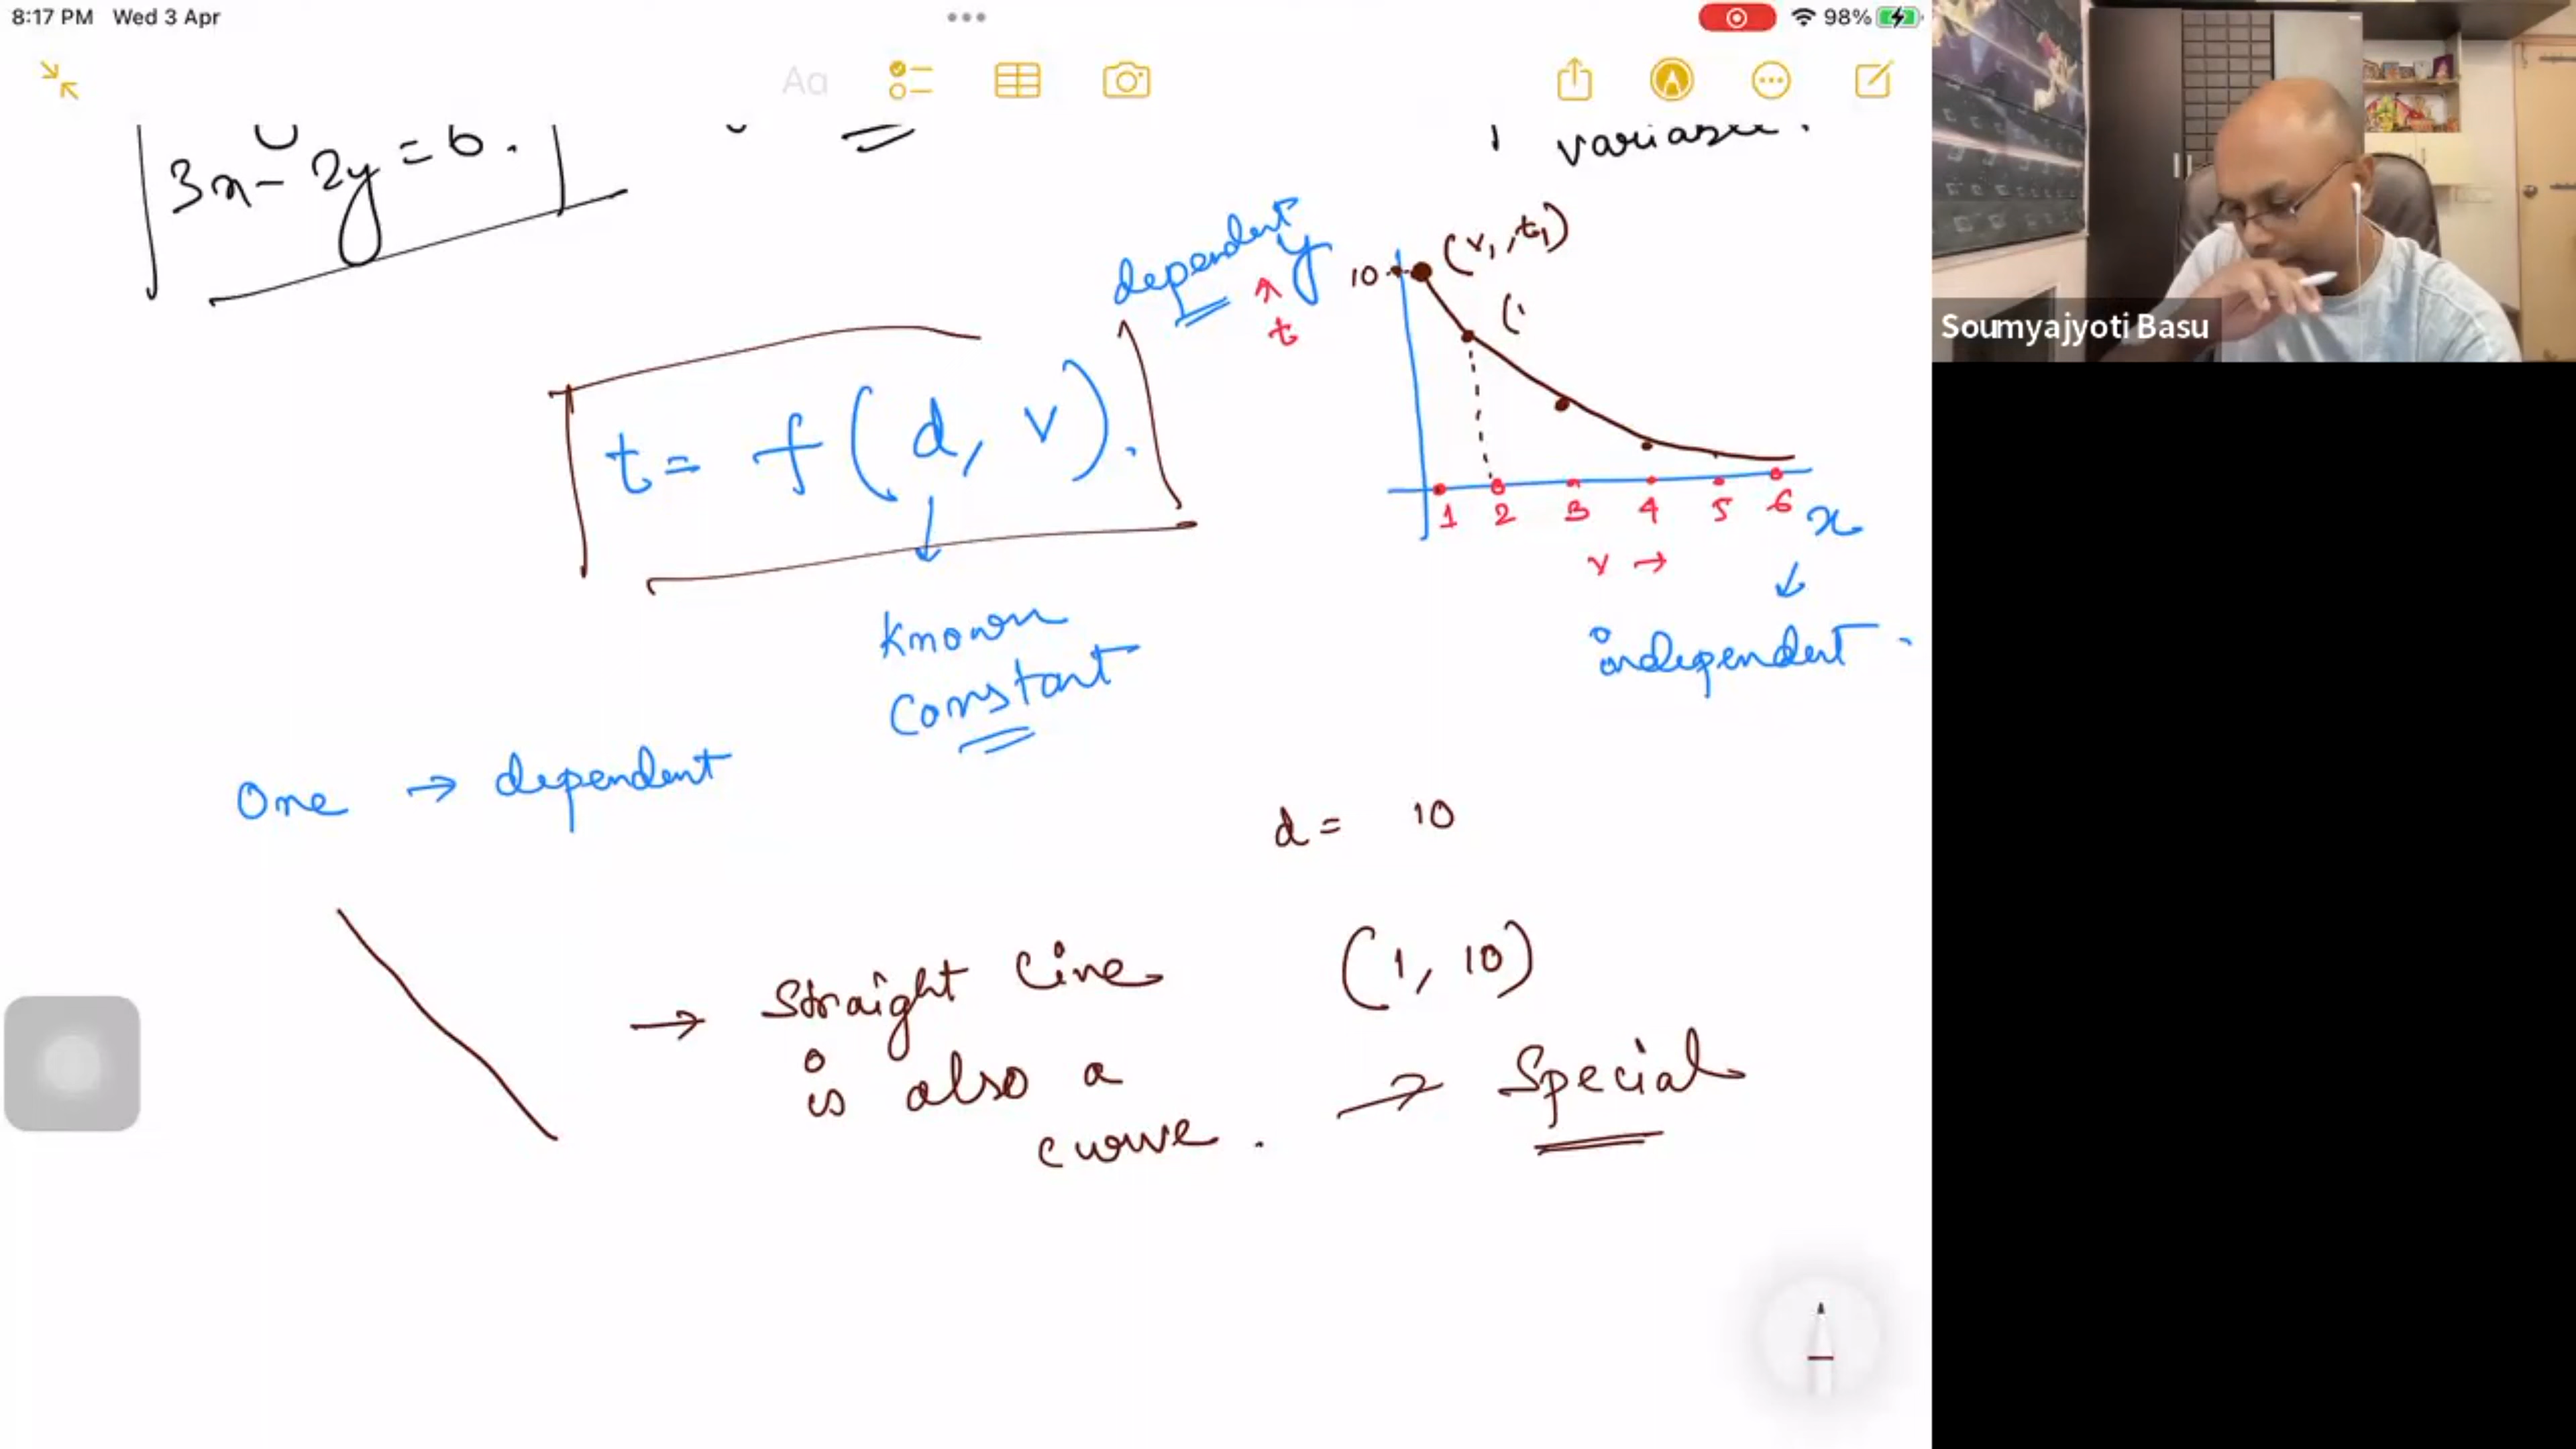 8:17 PM Wed 3 Apr
98%
Aa
3x - 2y = 6.
variable.
dependent y
t
10
(v₁, t₁)
(
t = f(d, v).
1 2 3 4 5 6 x
v →
known
constant
independent
One → dependent
d = 10
→ Straight line
is also a
curve.
(1, 10)
→ Special
Soumyajyoti Basu